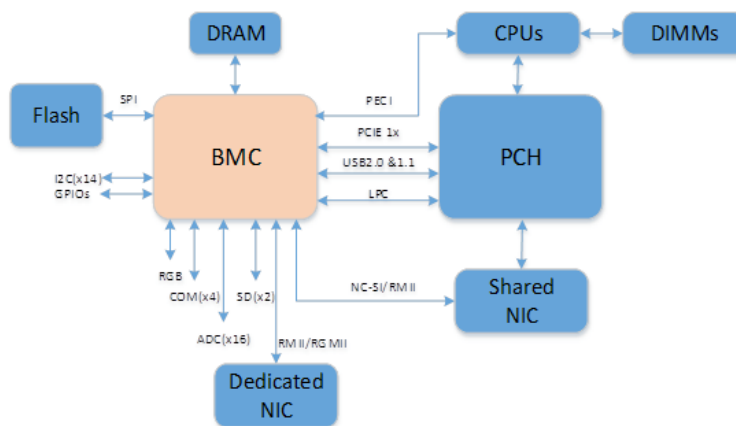 DRAM
CPUs
DIMMs
SPI
PECI
Flash
PCIE 1x
BMC
PCH
USB2.0 &1.1
I2C(x14)
GPIOs
LPC
RGB
COM(x4)
SD(x2)
NC-SI/RMII
Shared
NIC
ADC(x16)
RMII/RGMII
Dedicated
NIC